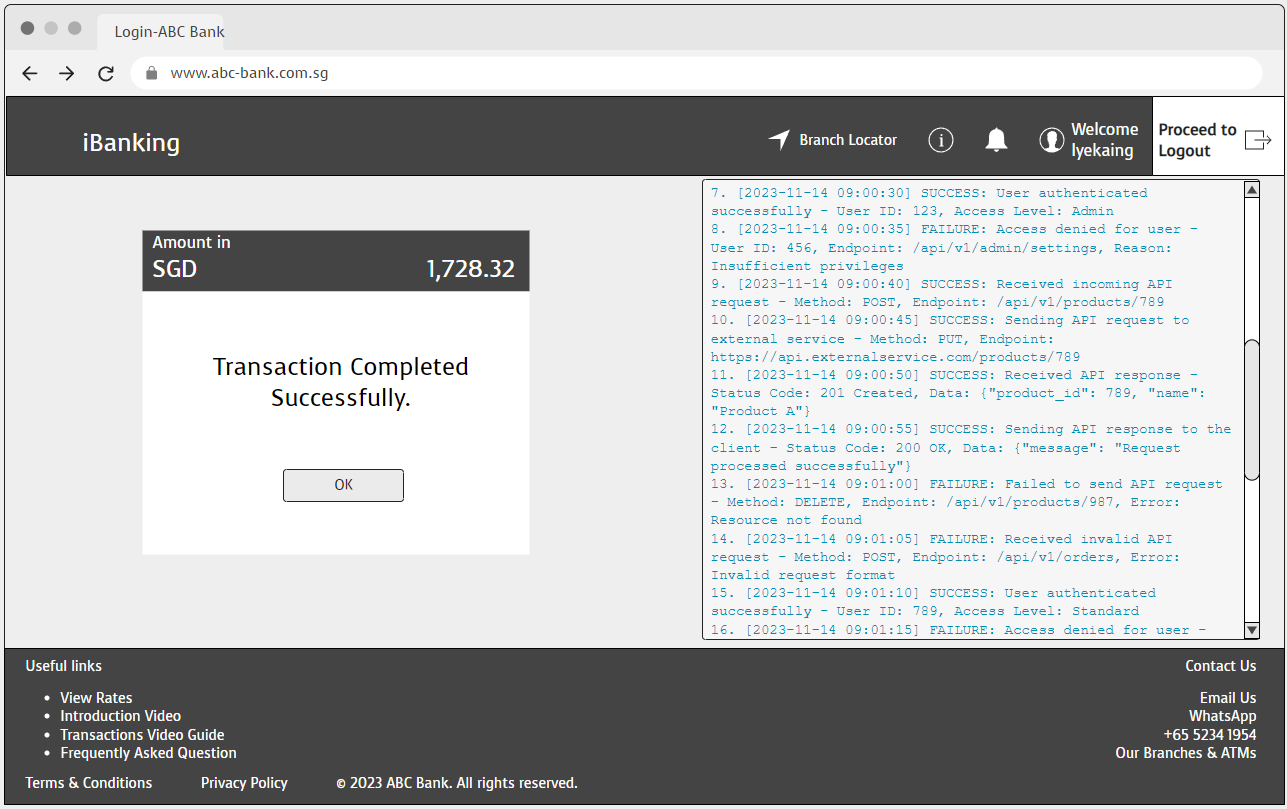 Login-ABC Bank
www.abc-bank.com.sg
iBanking
Branch Locator
Welcome
Iyekaing
Proceed to
Logout
Amount in
SGD 1,728.32
Transaction Completed
Successfully.
OK
7. [2023-11-14 09:00:30] SUCCESS: User authenticated
successfully - User ID: 123, Access Level: Admin
8. [2023-11-14 09:00:35] FAILURE: Access denied for user -
User ID: 456, Endpoint: /api/v1/admin/settings, Reason:
Insufficient privileges
9. [2023-11-14 09:00:40] SUCCESS: Received incoming API
request - Method: POST, Endpoint: /api/v1/products/789
10. [2023-11-14 09:00:45] SUCCESS: Sending API request to
external service - Method: PUT, Endpoint:
https://api.externalservice.com/products/789
11. [2023-11-14 09:00:50] SUCCESS: Received API response -
Status Code: 201 Created, Data: {"product_id": 789, "name":
"Product A"}
12. [2023-11-14 09:00:55] SUCCESS: Sending API response to the
client - Status Code: 200 OK, Data: {"message": "Request
processed successfully"}
13. [2023-11-14 09:01:00] FAILURE: Failed to send API request
- Method: DELETE, Endpoint: /api/v1/products/987, Error:
Resource not found
14. [2023-11-14 09:01:05] FAILURE: Received invalid API
request - Method: POST, Endpoint: /api/v1/orders, Error:
Invalid request format
15. [2023-11-14 09:01:10] SUCCESS: User authenticated
successfully - User ID: 789, Access Level: Standard
16. [2023-11-14 09:01:15] FAILURE: Access denied for user -
Useful links
• View Rates
• Introduction Video
• Transactions Video Guide
• Frequently Asked Question
Contact Us
Email Us
WhatsApp
+65 5234 1954
Our Branches & ATMs
Terms & Conditions
Privacy Policy
© 2023 ABC Bank. All rights reserved.